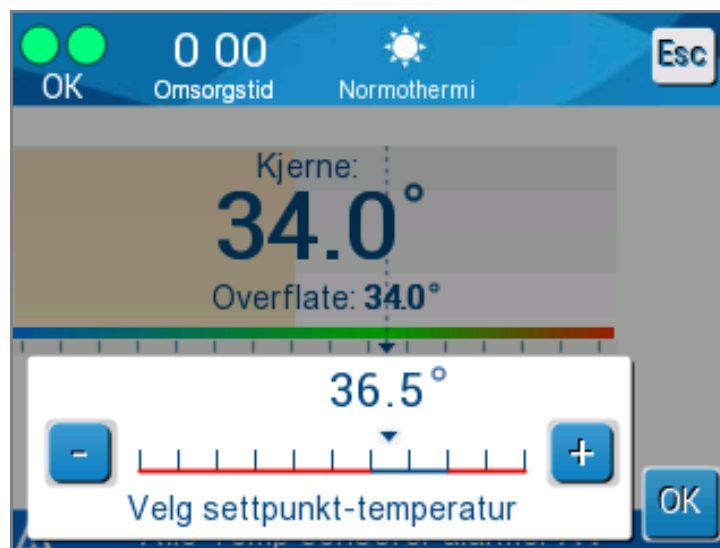 OK
0 00
Omsorgstid
Normothermi
Esc
Kjerne:
34.0°
Overflate: 34.0°
36.5°
-
+
Velg settpunkt-temperatur
OK